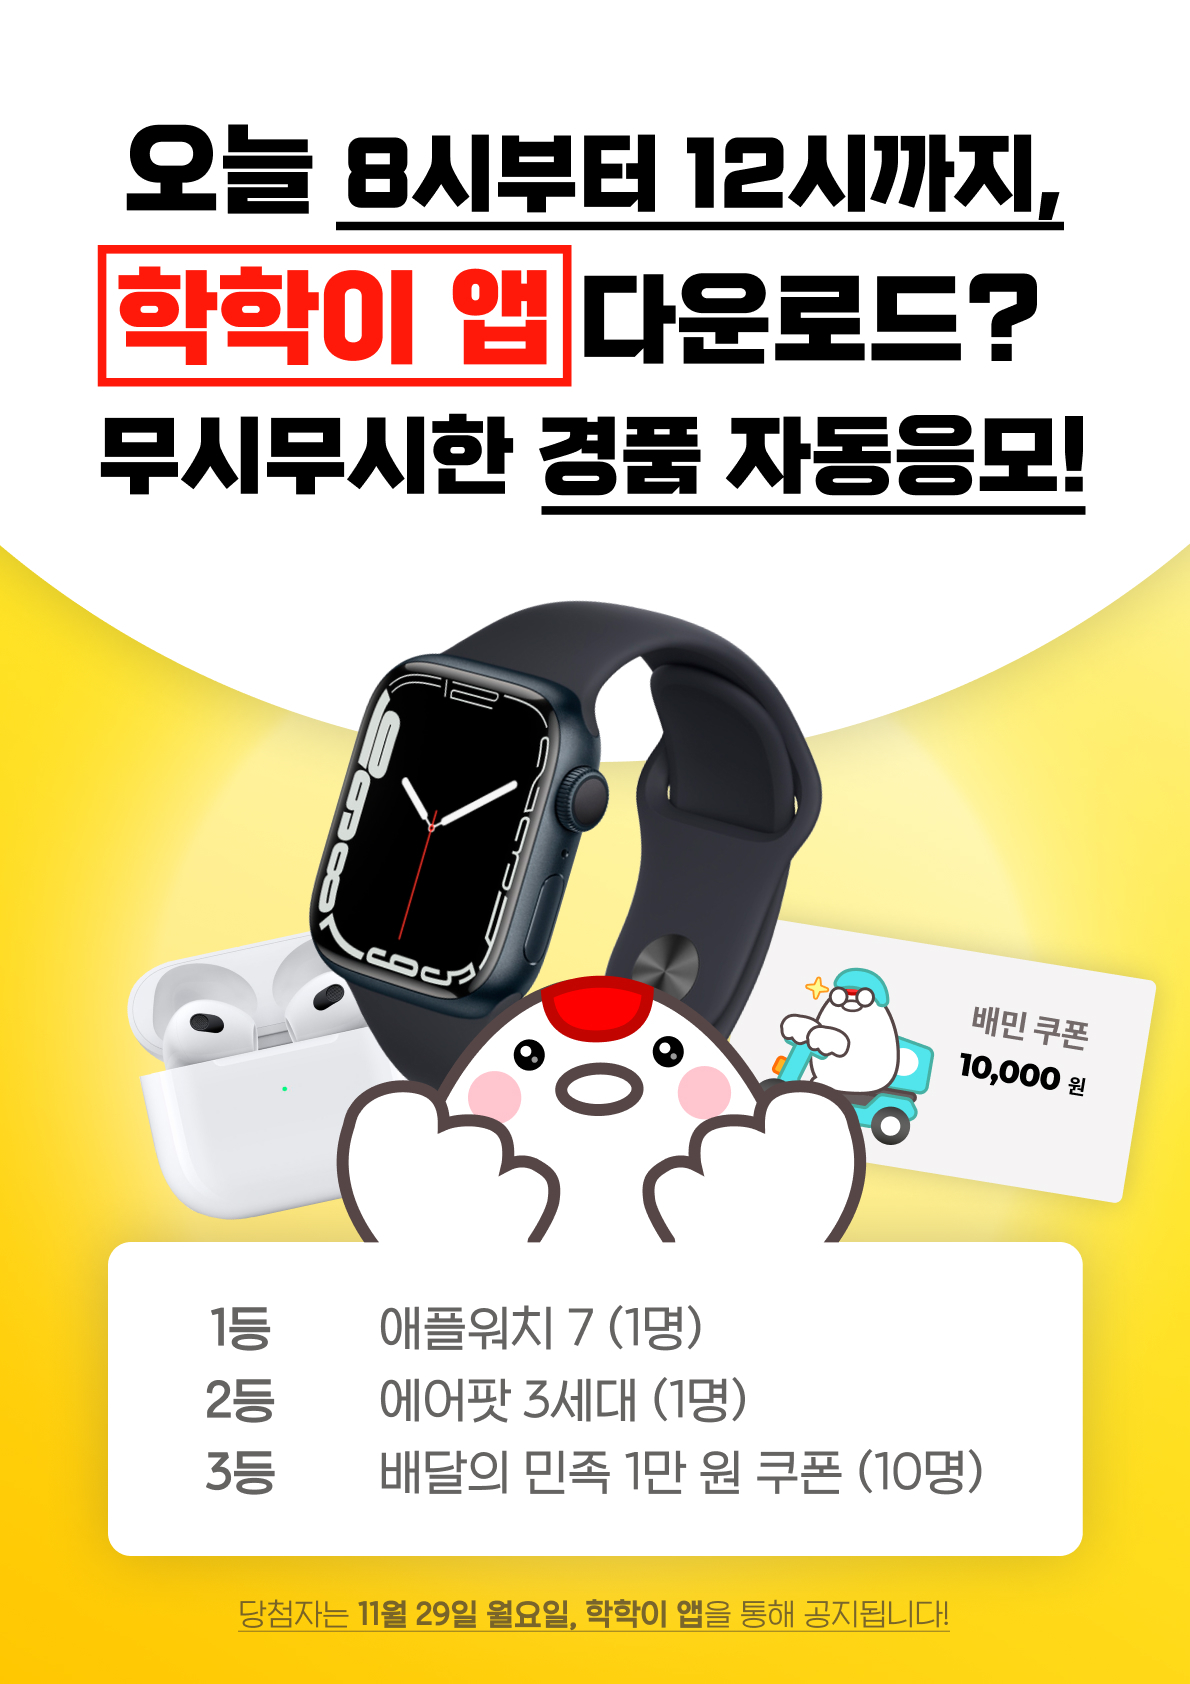 오늘 8시부터 12시까지,
학학이 앱 다운로드?
무시무시한 경품 자동응모!
배민 쿠폰
10,000 원
1등 애플워치 7 (1명)
2등 에어팟 3세대 (1명)
3등 배달의 민족 1만 원 쿠폰 (10명)
당첨자는 11월 29일 월요일, 학학이 앱을 통해 공지됩니다!